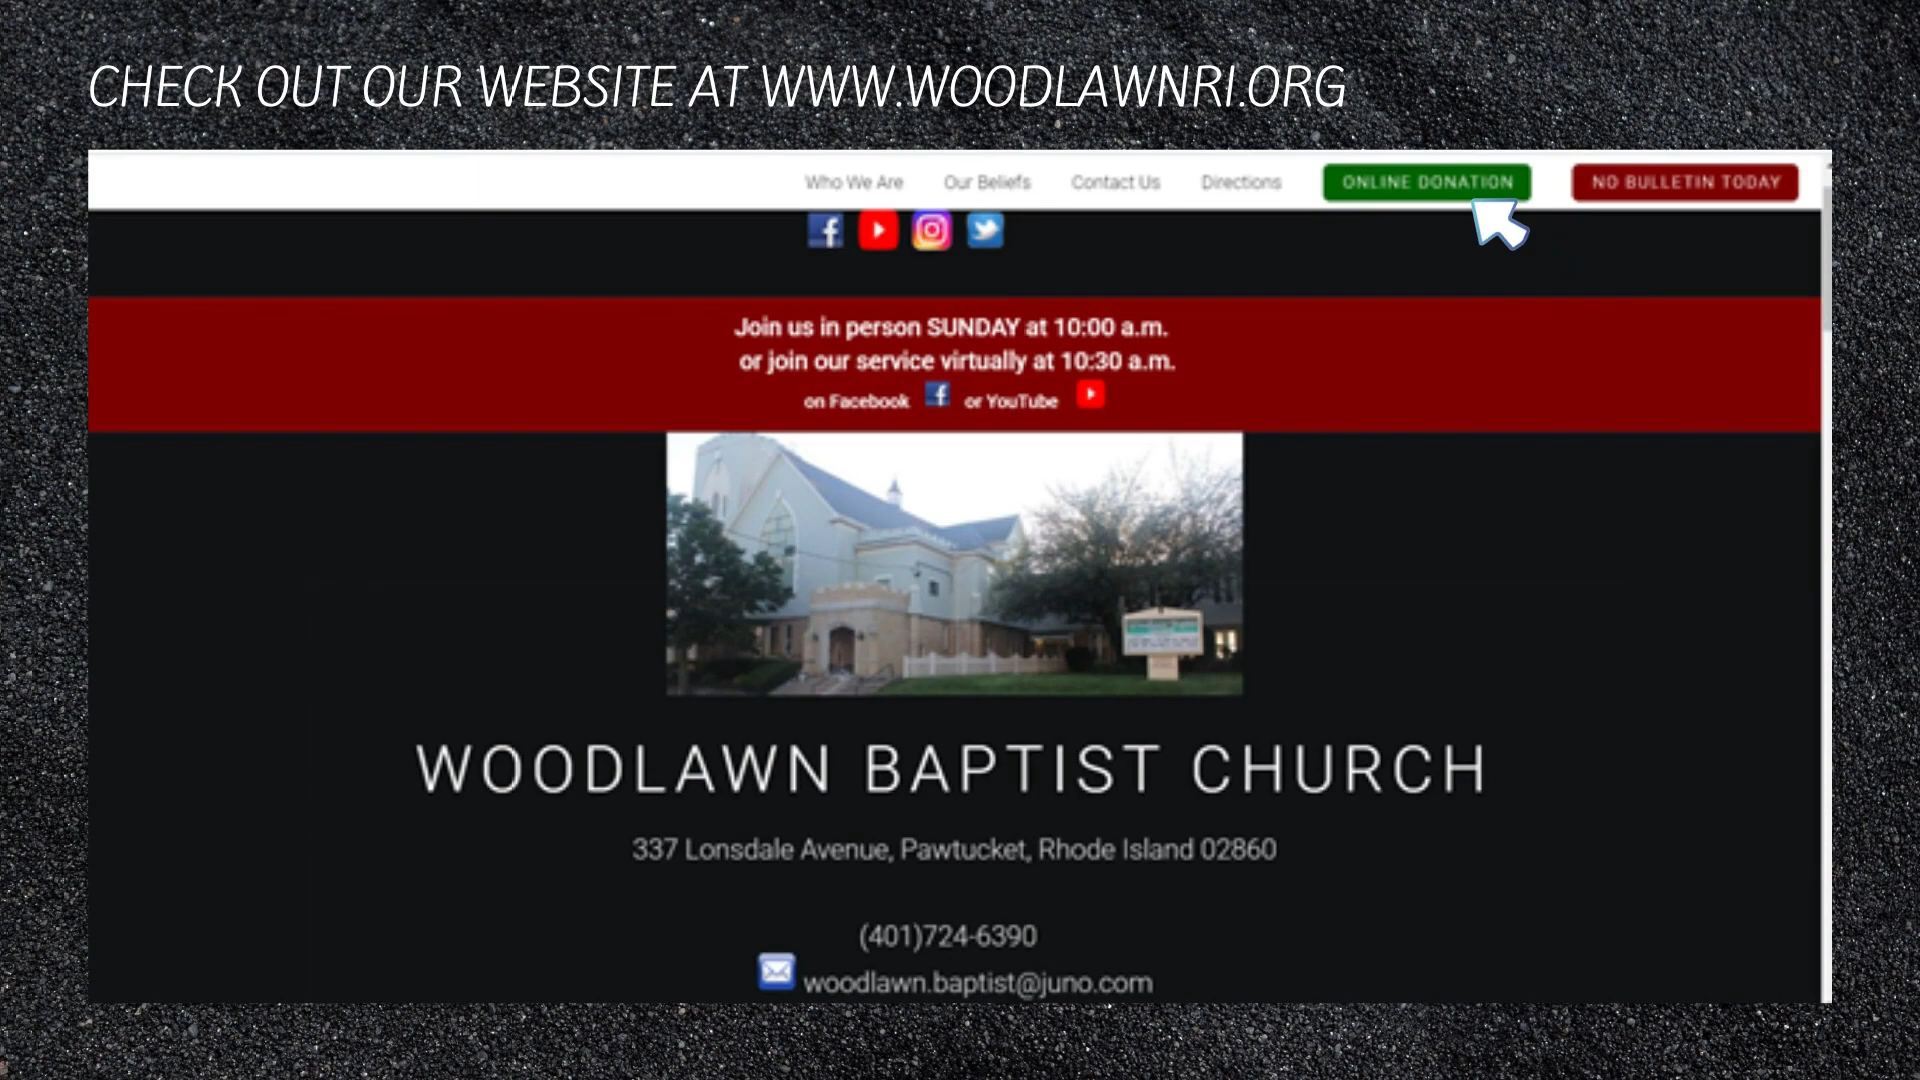 CHECK OUT OUR WEBSITE AT WWW.WOODLAWNRI.ORG
Who We Are Our Beliefs Contact Us Directions ONLINE DONATION NO BULLETIN TODAY
Join us in person SUNDAY at 10:00 a.m.
or join our service virtually at 10:30 a.m.
on Facebook or YouTube
WOODLAWN BAPTIST CHURCH
337 Lonsdale Avenue, Pawtucket, Rhode Island 02860
(401)724-6390
woodlawn.baptist@juno.com